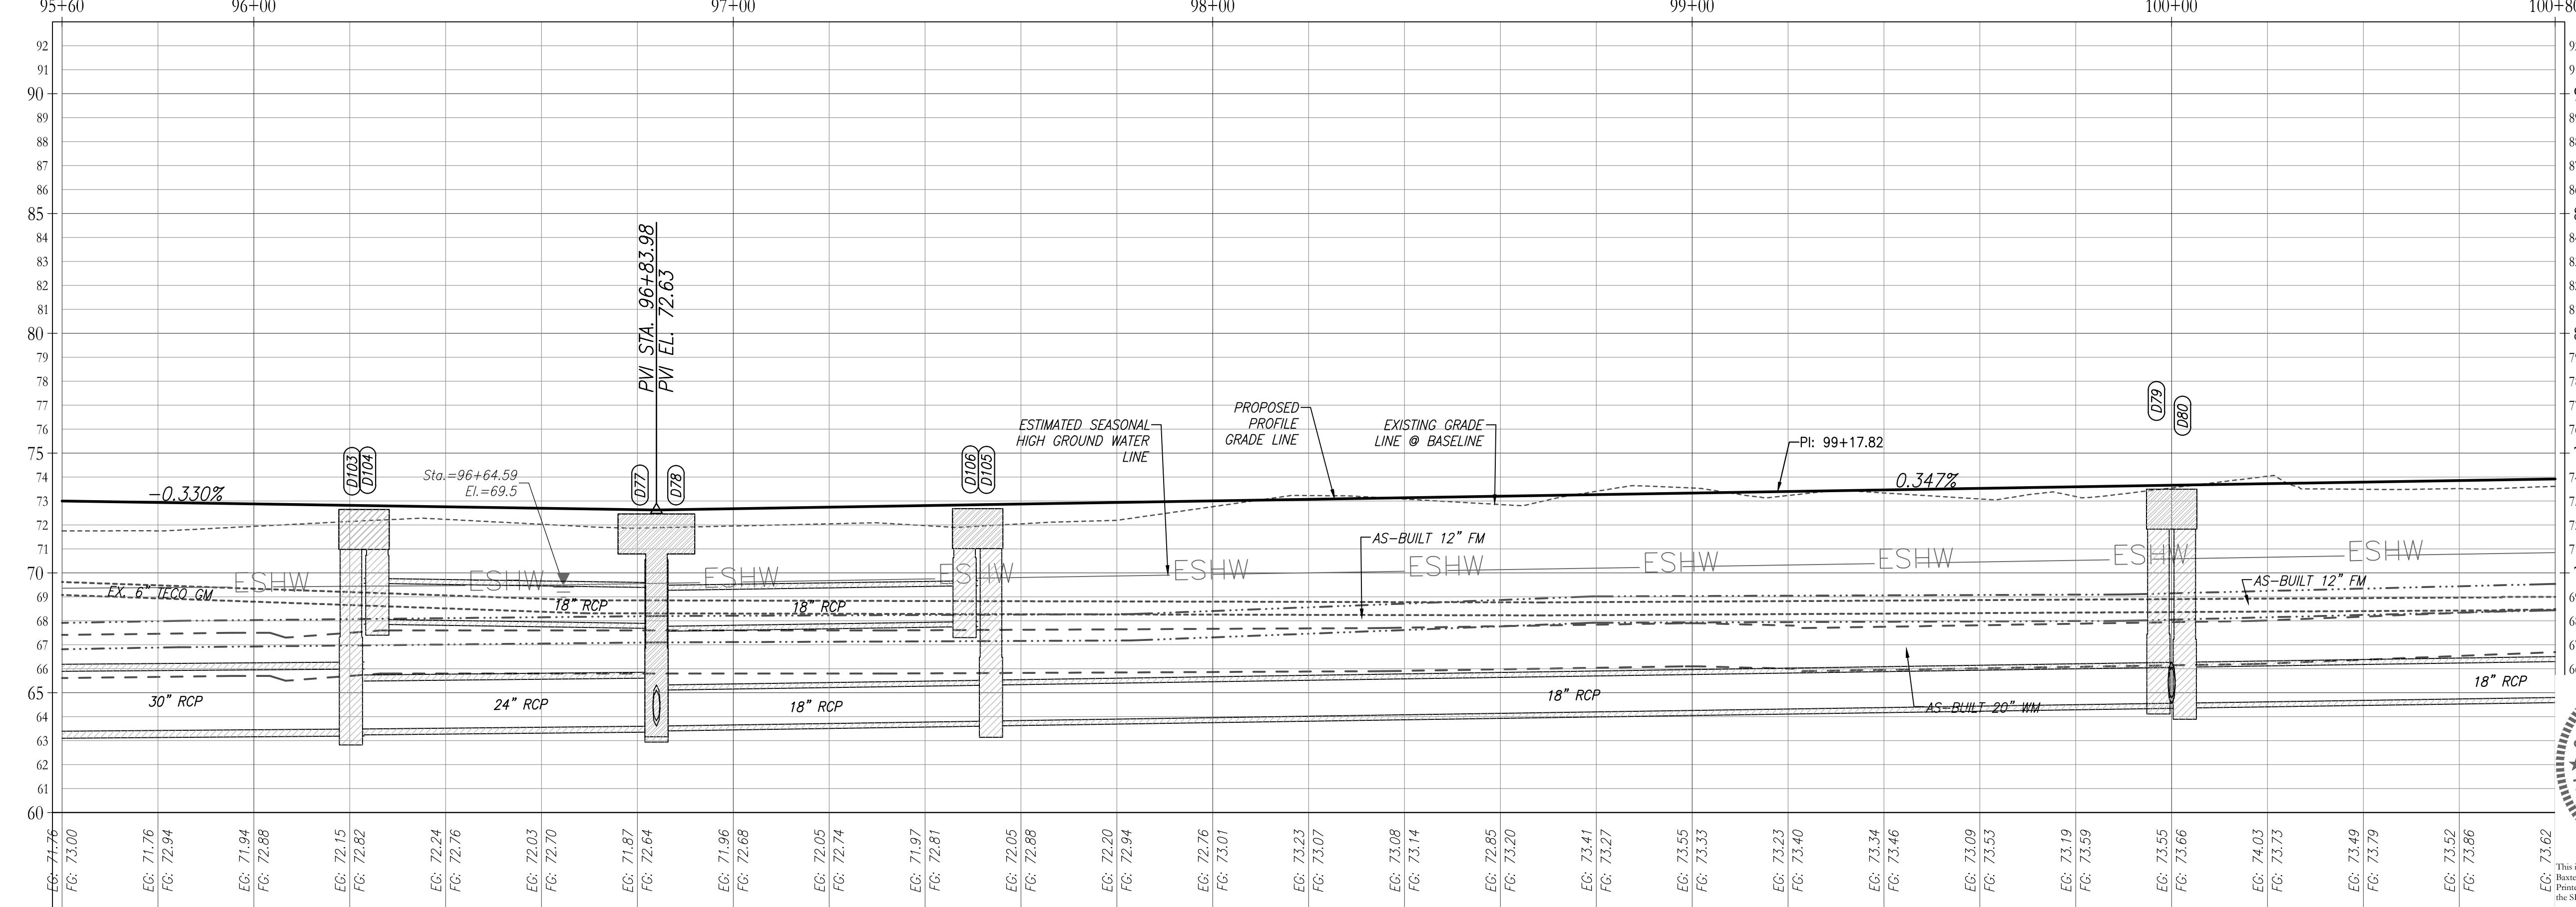 95+60 96+00 97+00 98+00 99+00 100+00
92
91
90
89
88
87
86
85
84
83
82
81
80
79
78
77
76
75
74
73
72
71
70
69
68
67
66
65
64
63
62
61
60
PVI STA. 96+83.98
PVI EL. 72.63
D103
D104
D77
D78
D106
D105
D79
D80
-0.330%
0.347%
Sta.=96+64.59
El.=69.5
ESTIMATED SEASONAL
HIGH GROUND WATER
LINE
PROPOSED
PROFILE
GRADE LINE
EXISTING GRADE
LINE @ BASELINE
PI: 99+17.82
AS-BUILT 12" FM
AS-BUILT 12" FM
ESHW ESHW ESHW ESHW ESHW ESHW ESHW ESHW ESHW ESHW
EX. 6" TECO GM
18" RCP
18" RCP
30" RCP
24" RCP
18" RCP
18" RCP
AS-BUILT 20" WM
18" RCP
EG: 71.76
FG: 73.00
EG: 71.76
FG: 72.94
EG: 71.94
FG: 72.88
EG: 72.15
FG: 72.82
EG: 72.24
FG: 72.76
EG: 72.03
FG: 72.70
EG: 71.87
FG: 72.64
EG: 71.96
FG: 72.68
EG: 72.05
FG: 72.74
EG: 71.97
FG: 72.81
EG: 72.05
FG: 72.88
EG: 72.20
FG: 72.94
EG: 72.76
FG: 73.01
EG: 73.23
FG: 73.07
EG: 73.08
FG: 73.14
EG: 72.85
FG: 73.20
EG: 73.41
FG: 73.27
EG: 73.55
FG: 73.33
EG: 73.23
FG: 73.40
EG: 73.34
FG: 73.46
EG: 73.09
FG: 73.53
EG: 73.19
FG: 73.59
EG: 73.55
FG: 73.66
EG: 74.03
FG: 73.73
EG: 73.49
FG: 73.79
EG: 73.52
FG: 73.86
EG: 73.62